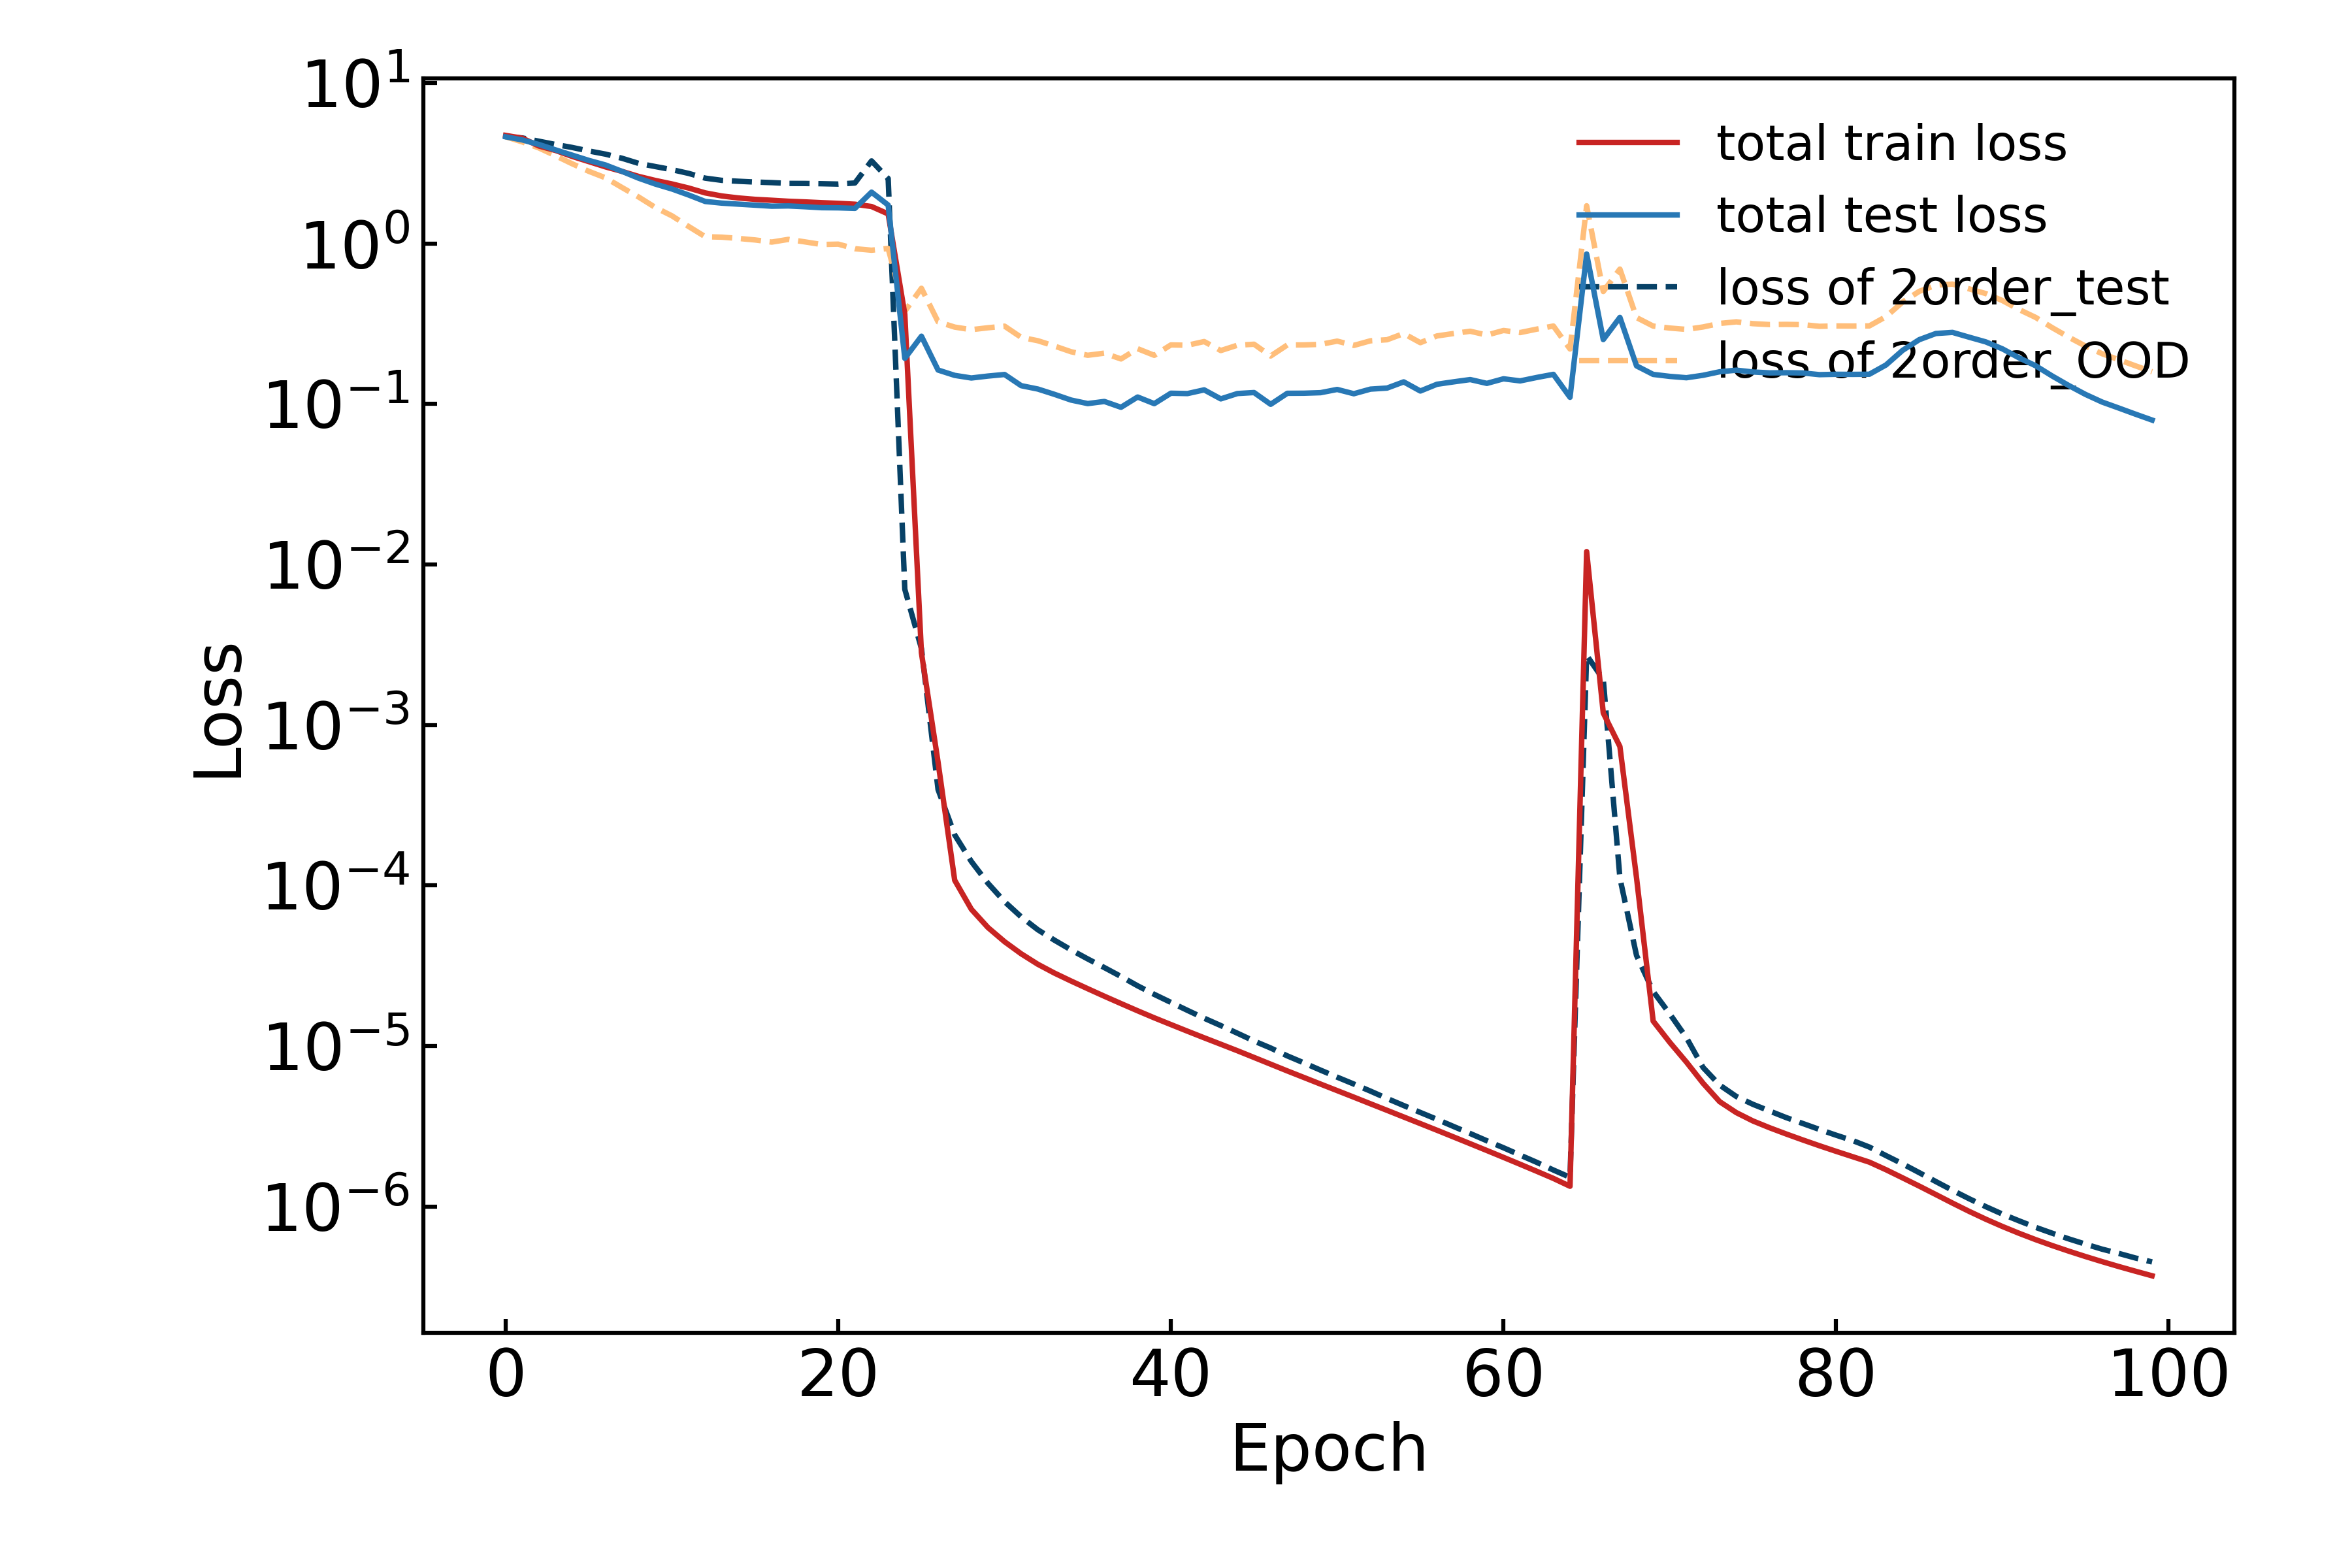 10¹
10⁰
10⁻¹
10⁻²
10⁻³
10⁻⁴
10⁻⁵
10⁻⁶
Loss
total train loss
total test loss
loss of 2order_test
loss of 2order_OOD
0 20 40 60 80 100
Epoch